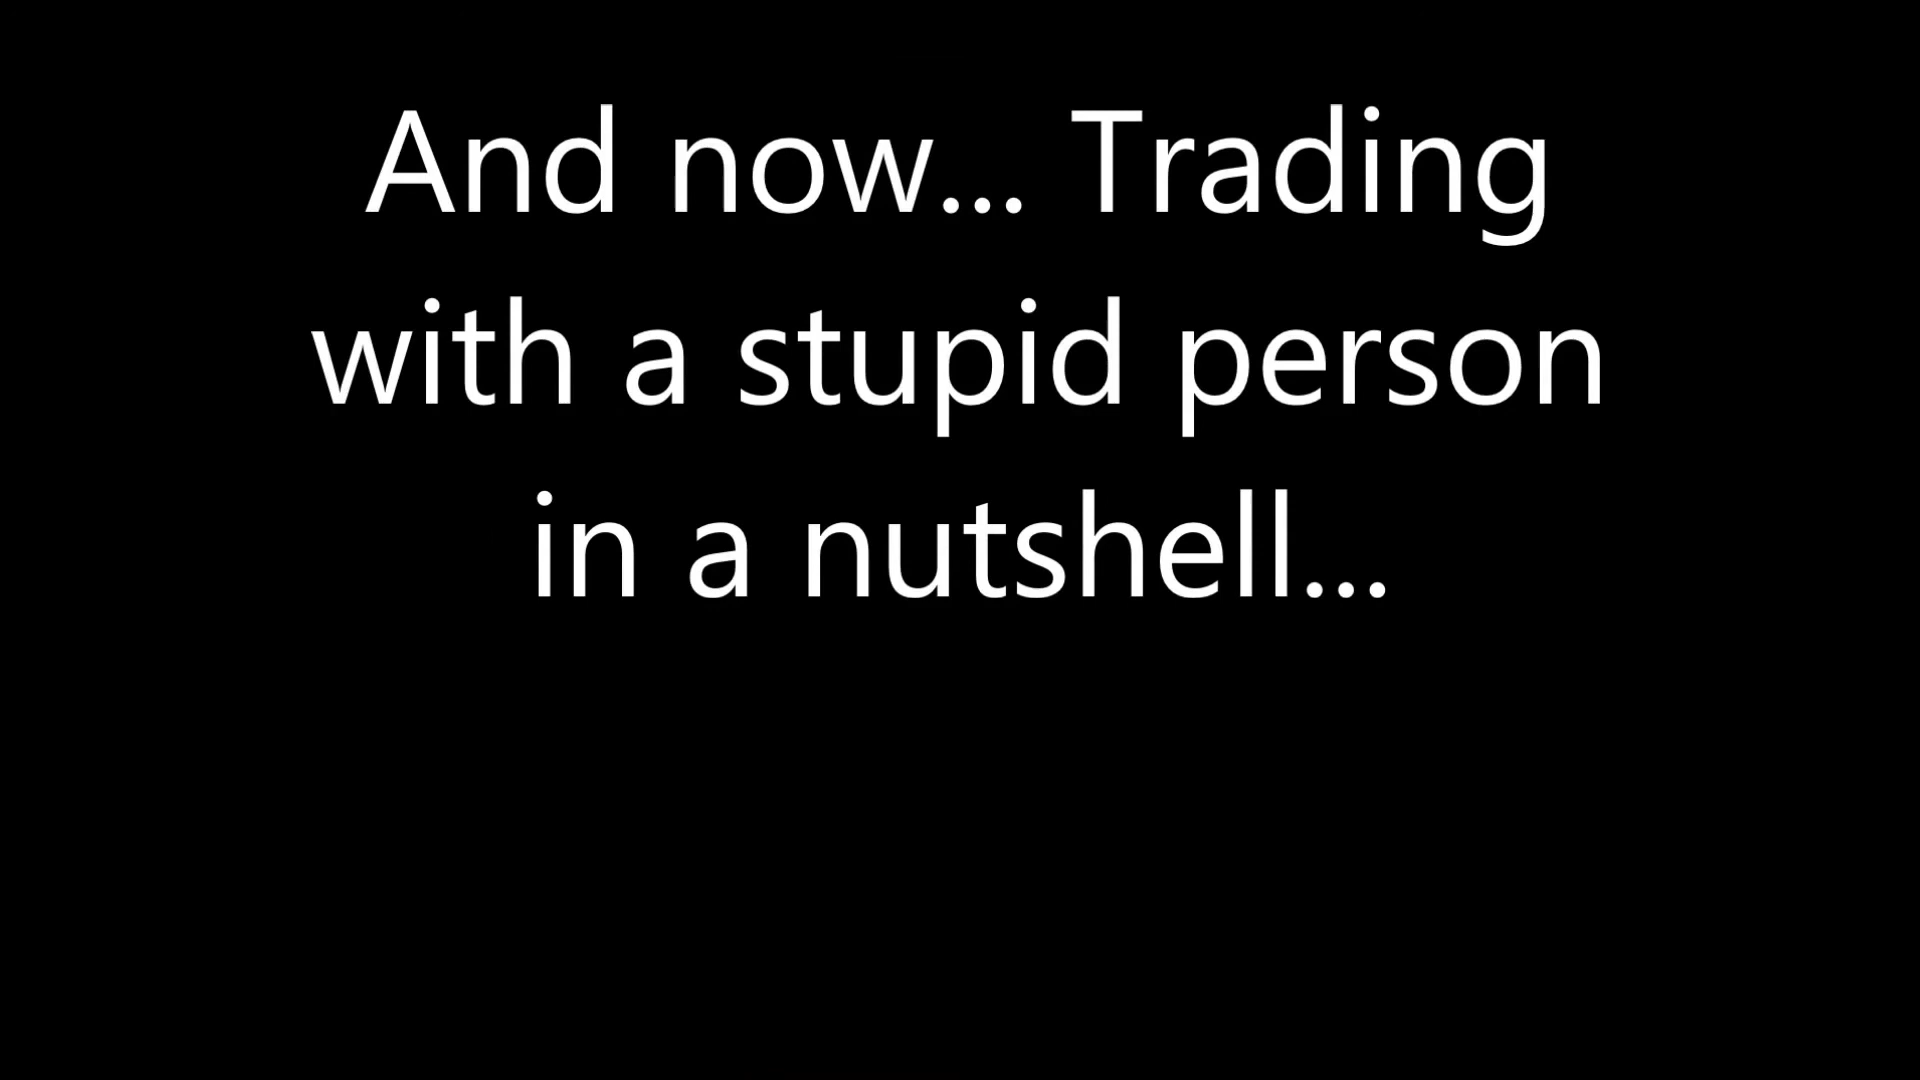 And now... Trading
with a stupid person
in a nutshell...